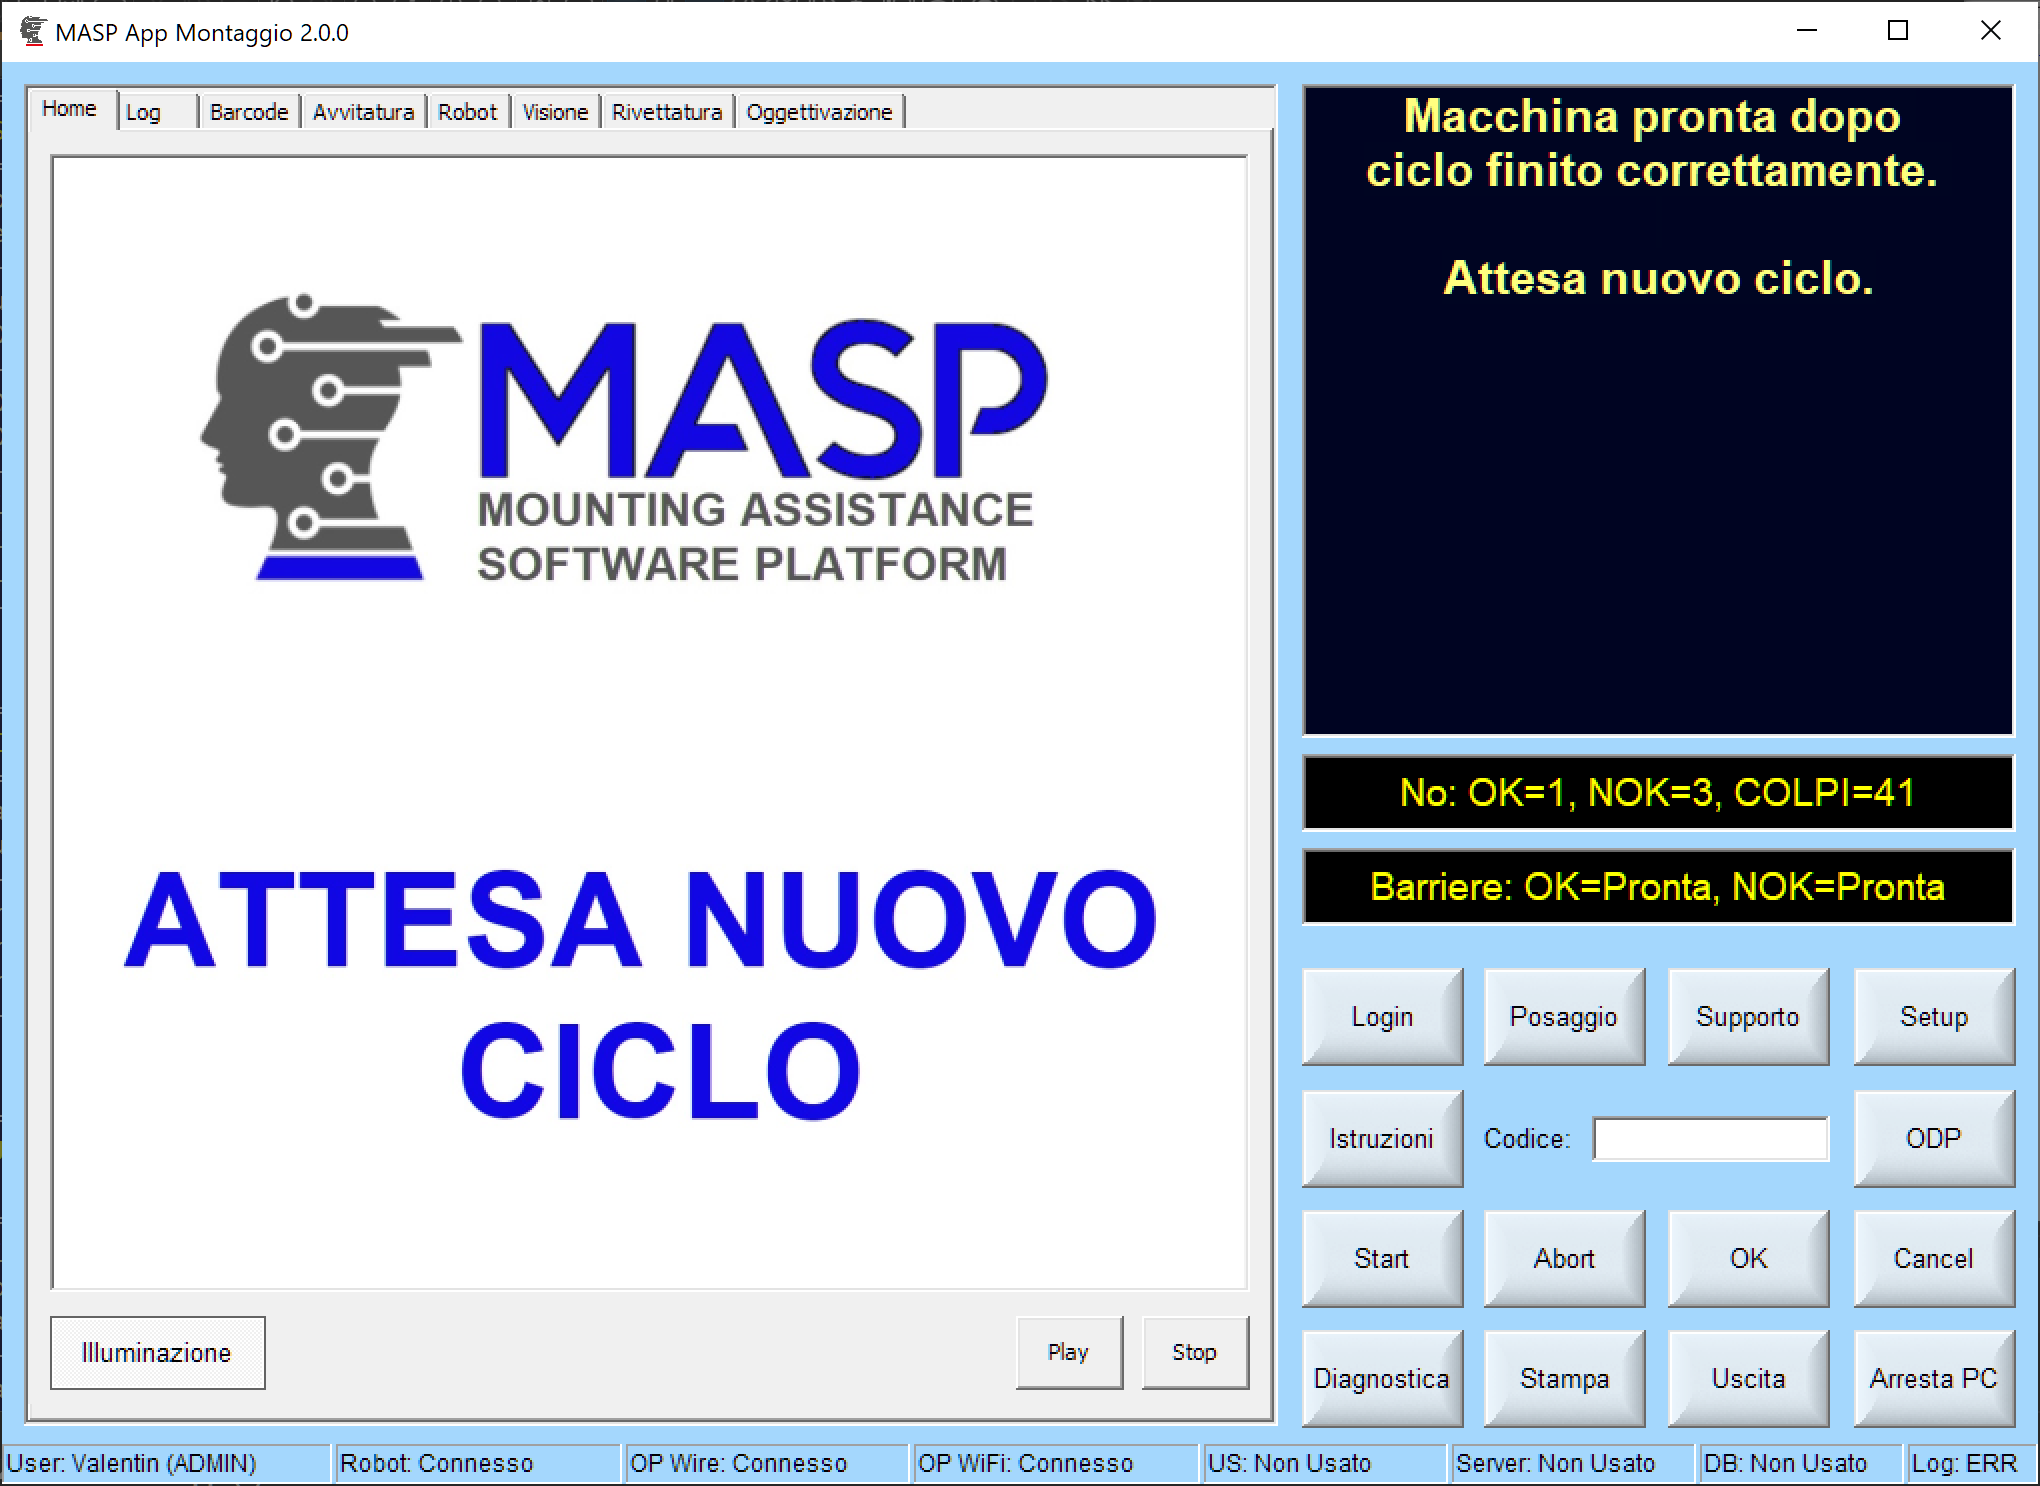 MASP App Montaggio 2.0.0
Home Log Barcode Avvitatura Robot Visione Rivettatura Oggettivazione
MASP
MOUNTING ASSISTANCE
SOFTWARE PLATFORM
ATTESA NUOVO
CICLO
Illuminazione Play Stop
Macchina pronta dopo
ciclo finito correttamente.
Attesa nuovo ciclo.
No: OK=1, NOK=3, COLPI=41
Barriere: OK=Pronta, NOK=Pronta
Login Posaggio Supporto Setup
Istruzioni Codice: ODP
Start Abort OK Cancel
Diagnostica Stampa Uscita Arresta PC
User: Valentin (ADMIN) Robot: Connesso OP Wire: Connesso OP WiFi: Connesso US: Non Usato Server: Non Usato DB: Non Usato Log: ERR